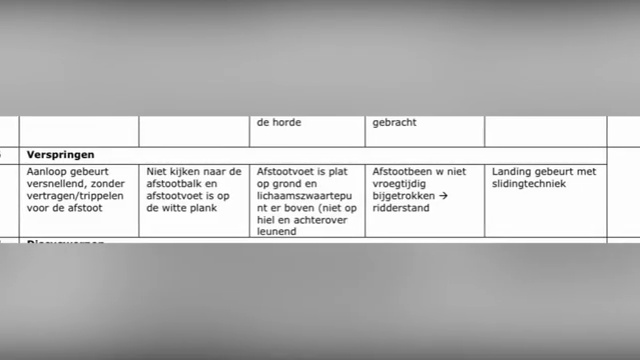 de horde
gebracht
Verspringen
Aanloop gebeurt
versnellend, zonder
vertragen/trippelen
voor de afstoot
Niet kijken naar de
afstootbalk en
afstootvoet is op
de witte plank
Afstootvoet is plat
op grond en
lichaamszwaartepu
nt er boven (niet op
hiel en achterover
leunend
Afstootbeen w niet
vroegtijdig
bijgetrokken →
ridderstand
Landing gebeurt met
slidingtechniek